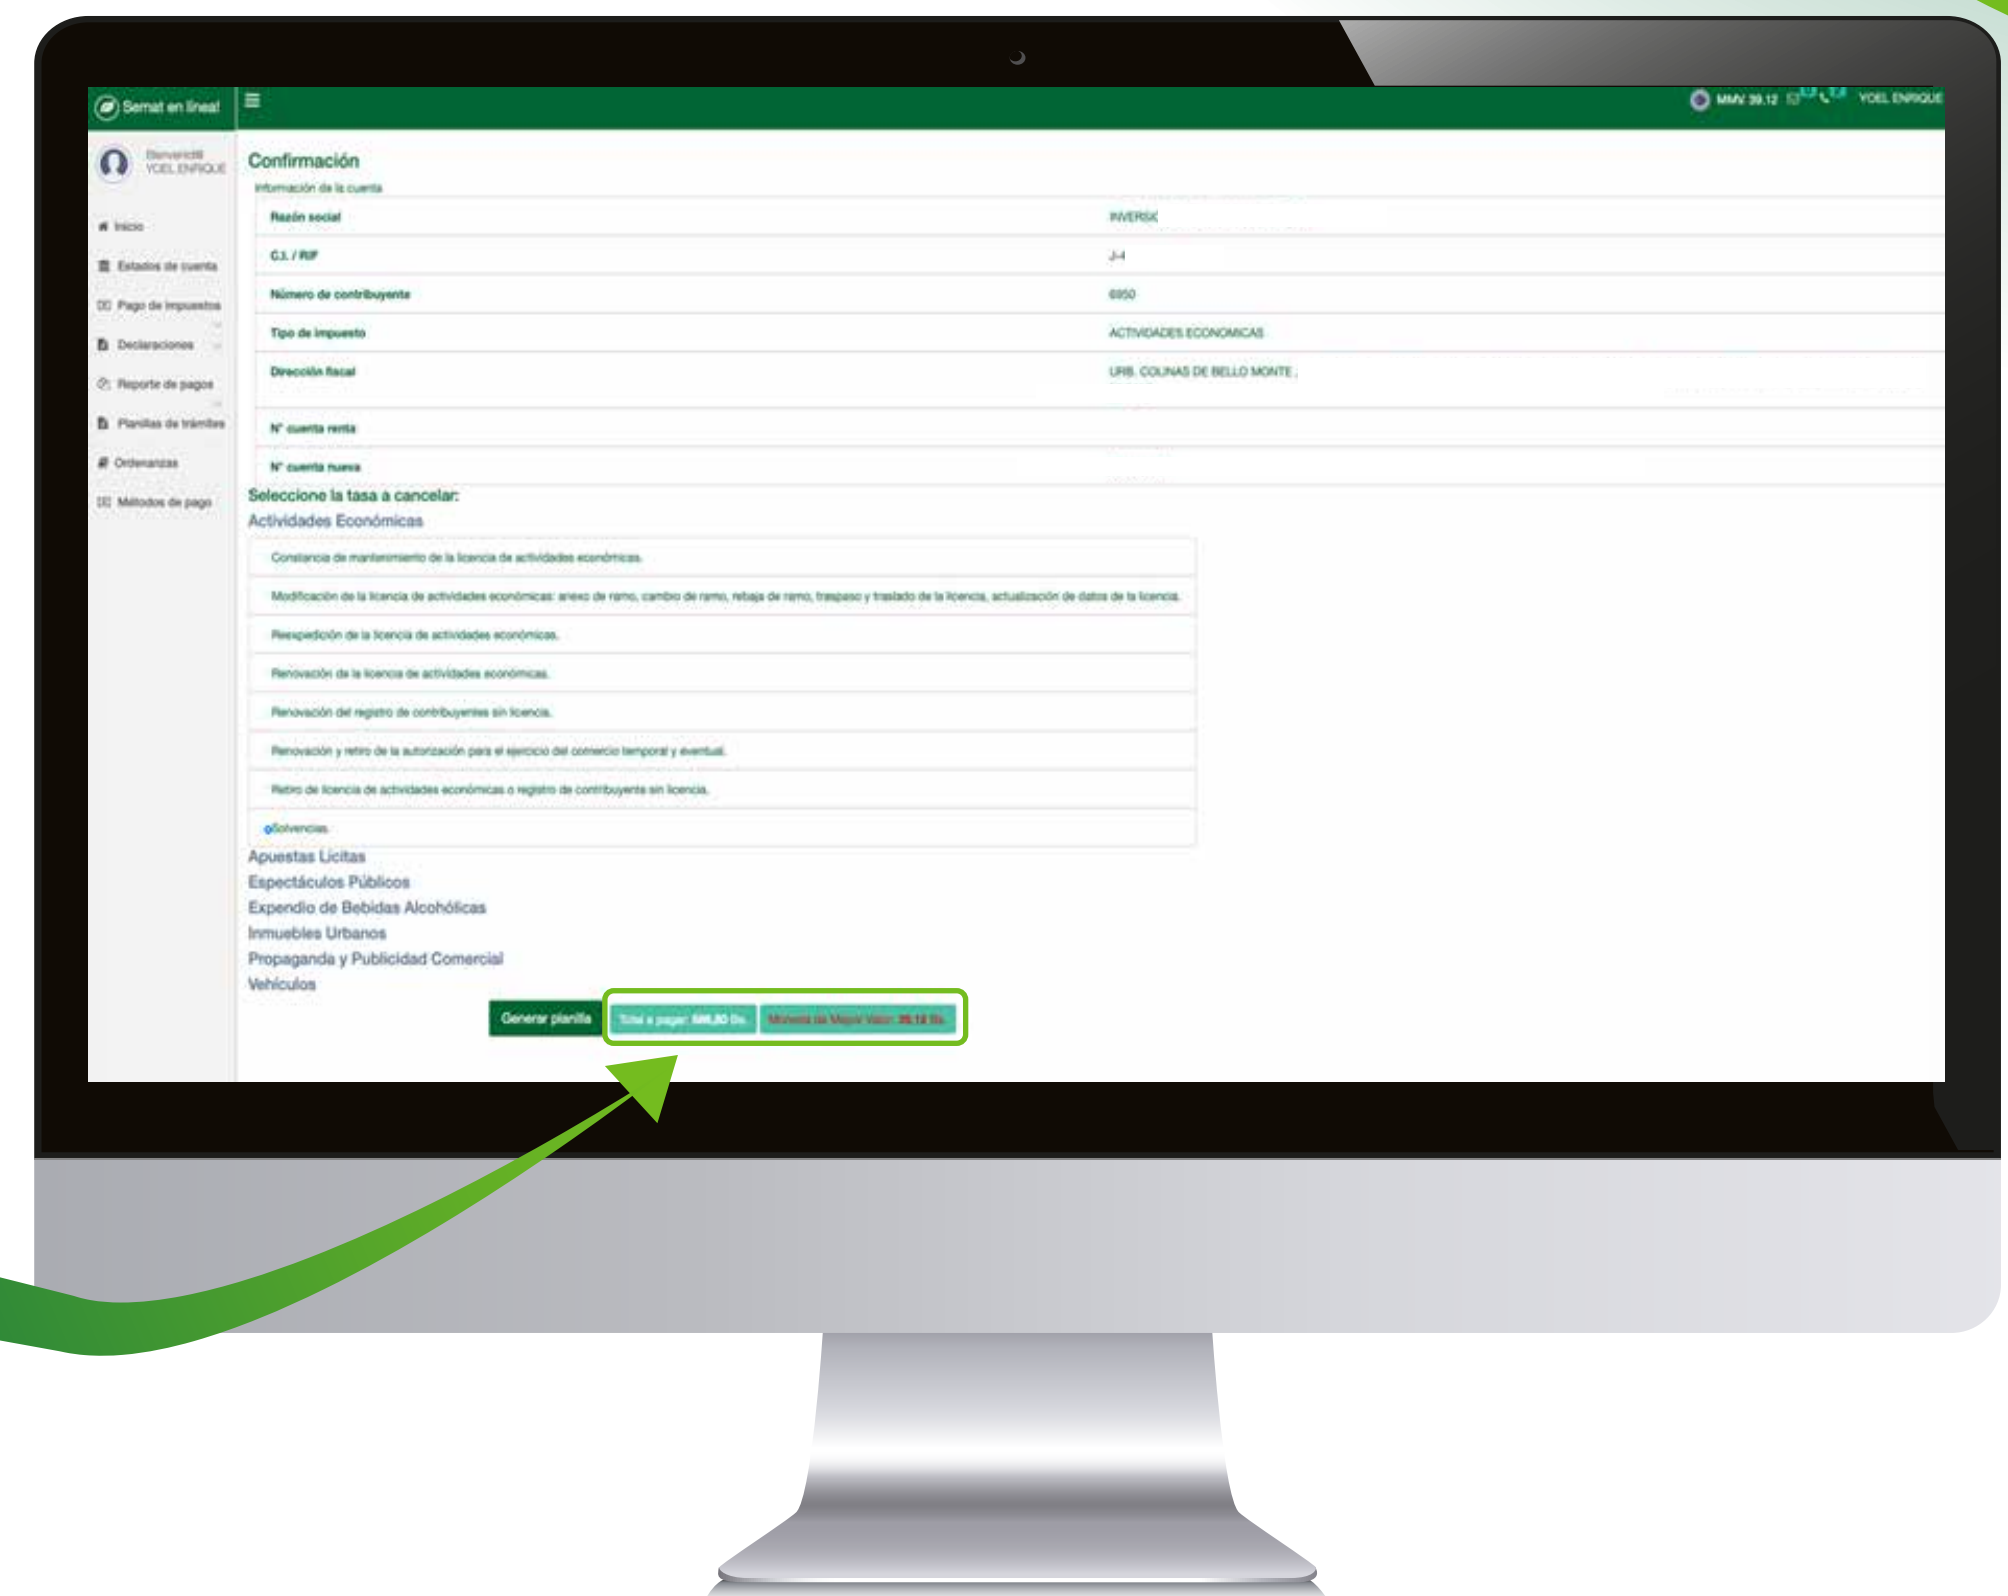 Semat en línea!
MMV: 39.12
YOEL ENRIQUE
YOEL ENRIQUE
Inicio
Estados de cuenta
Pago de impuestos
Declaraciones
Reporte de pagos
Planillas de trámites
Ordenanzas
Métodos de pago
Confirmación
Información de la cuenta
Razón social
INVERSIC
C.I. / RIF
J-4
Número de contribuyente
6950
Tipo de impuesto
ACTIVIDADES ECONOMICAS
Dirección fiscal
URB. COLINAS DE BELLO MONTE ,
N° cuenta renta
N° cuenta nueva
Seleccione la tasa a cancelar:
Actividades Económicas
Constancia de mantenimiento de la licencia de actividades económicas.
Modificación de la licencia de actividades económicas: anexo de ramo, cambio de ramo, rebaja de ramo, traspaso y traslado de la licencia, actualización de datos de la licencia.
Reexpedición de la licencia de actividades económicas.
Renovación de la licencia de actividades económicas.
Renovación del registro de contribuyentes sin licencia.
Renovación y retiro de la autorización para el ejercicio del comercio temporal y eventual.
Retiro de licencia de actividades económicas o registro de contribuyente sin licencia.
Solvencias.
Apuestas Lícitas
Espectáculos Públicos
Expendio de Bebidas Alcohólicas
Inmuebles Urbanos
Propaganda y Publicidad Comercial
Vehículos
Generar planilla
Total a pagar: Bs.
Moneda de Mayor Valor: 39,12 Bs.